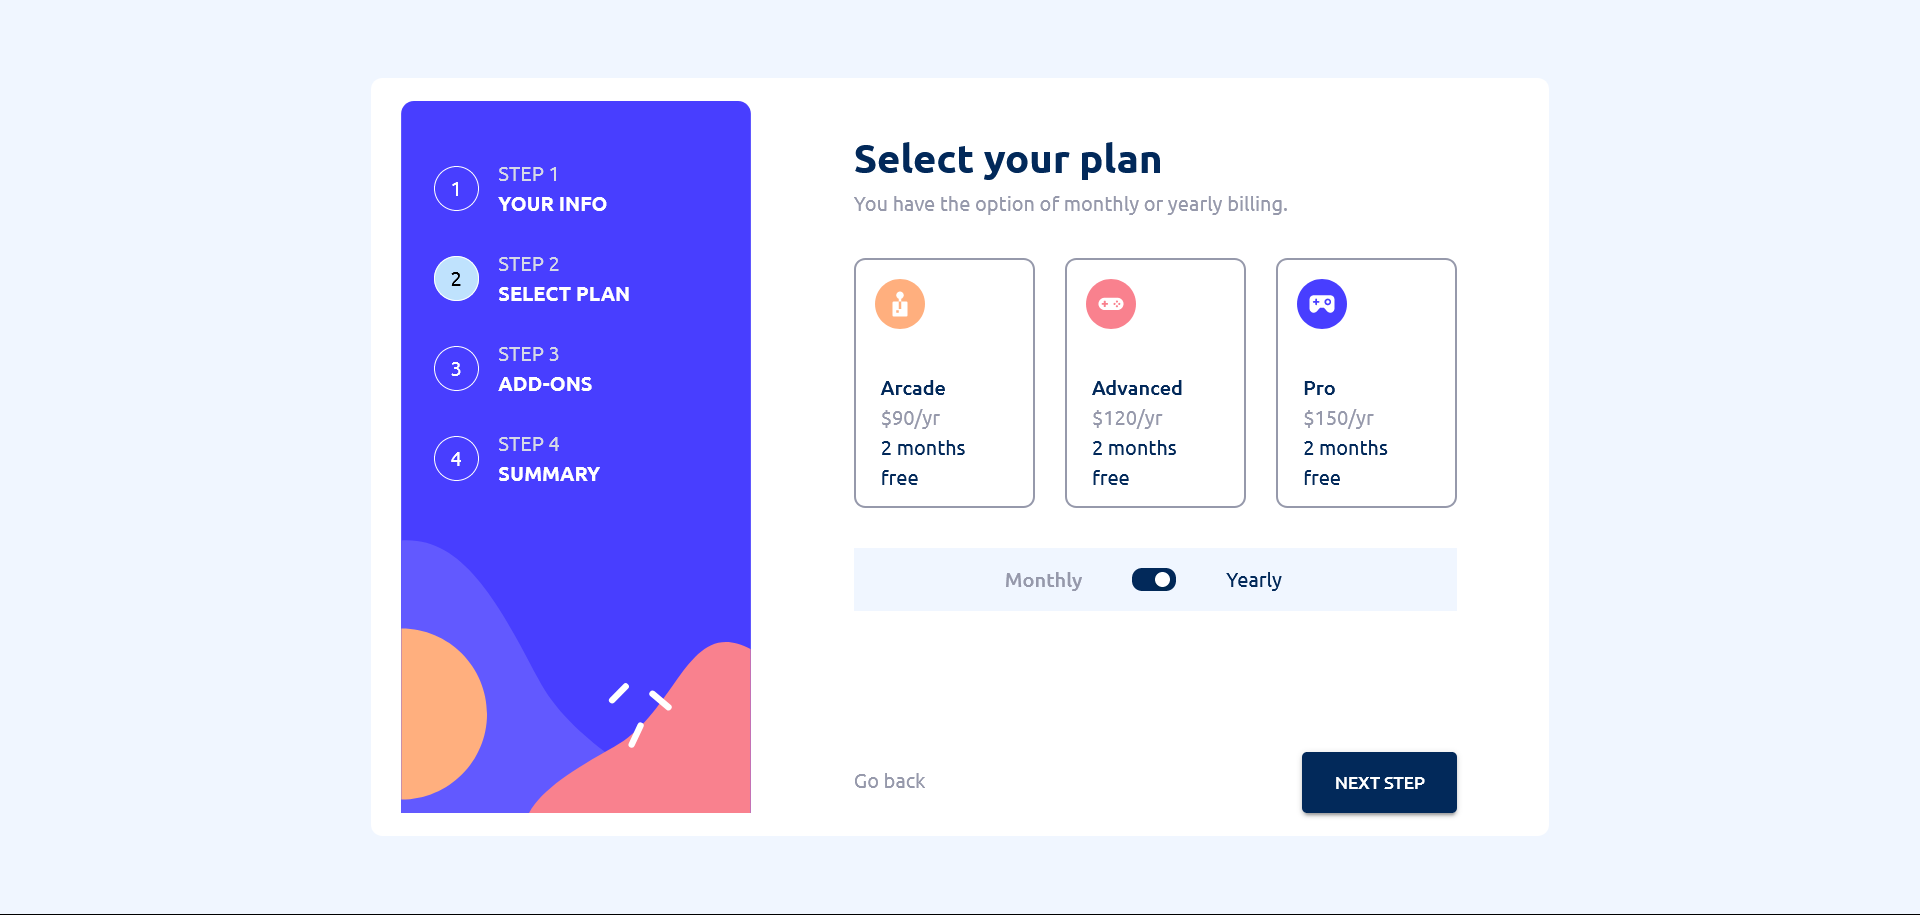 1
STEP 1
YOUR INFO
2
STEP 2
SELECT PLAN
3
STEP 3
ADD-ONS
4
STEP 4
SUMMARY
Select your plan
You have the option of monthly or yearly billing.
Arcade
$90/yr
2 months
free
Advanced
$120/yr
2 months
free
Pro
$150/yr
2 months
free
Monthly
Yearly
Go back
NEXT STEP